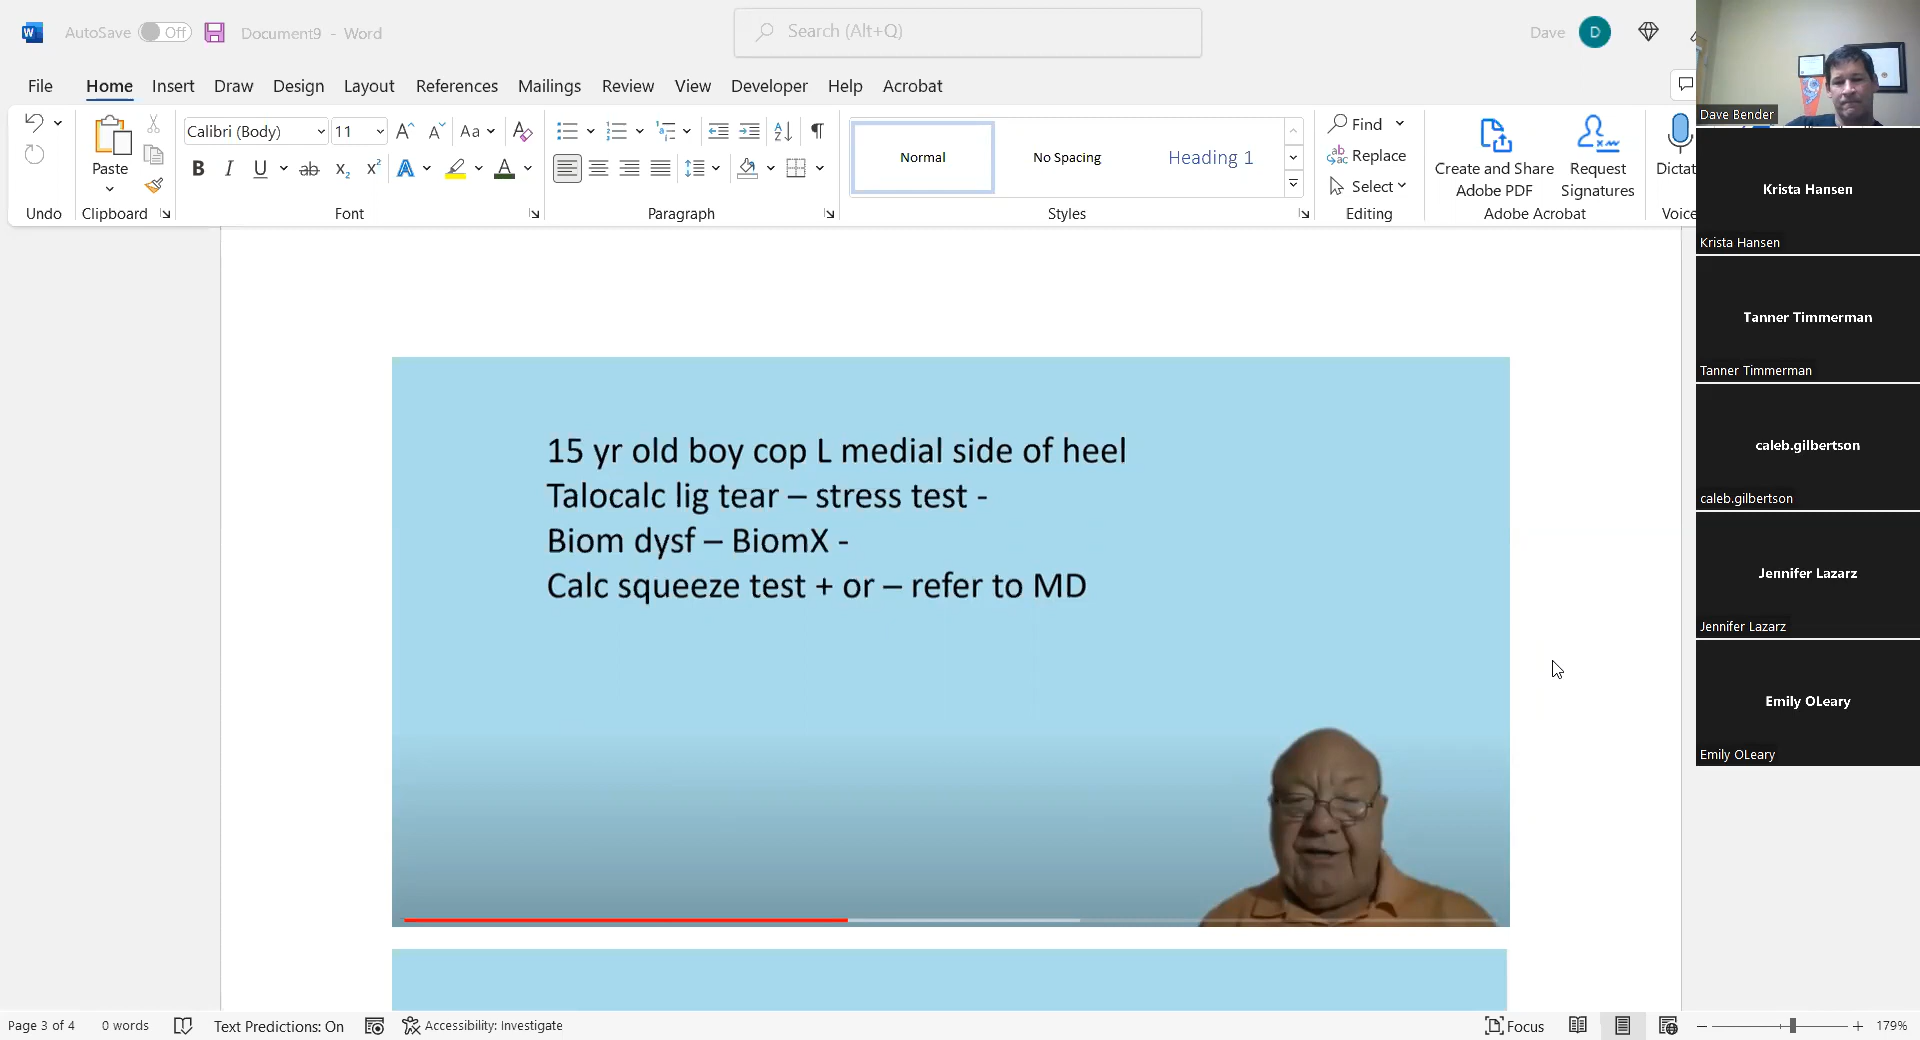 AutoSave Off Document9 - Word Search (Alt+Q) Dave D
File Home Insert Draw Design Layout References Mailings Review View Developer Help Acrobat
Calibri (Body) 11 Aa
Normal No Spacing Heading 1
Find
Replace
Select
Paste
Create and Share
Adobe PDF
Request
Signatures
Dictat
Undo Clipboard Font Paragraph Styles Editing Adobe Acrobat Voice
Dave Bender
Krista Hansen
Krista Hansen
Tanner Timmerman
Tanner Timmerman
caleb.gilbertson
caleb.gilbertson
Jennifer Lazarz
Jennifer Lazarz
Emily OLeary
Emily OLeary
15 yr old boy cop L medial side of heel
Talocalc lig tear – stress test -
Biom dysf – BiomX -
Calc squeeze test + or – refer to MD
Page 3 of 4 0 words Text Predictions: On Accessibility: Investigate Focus 179%